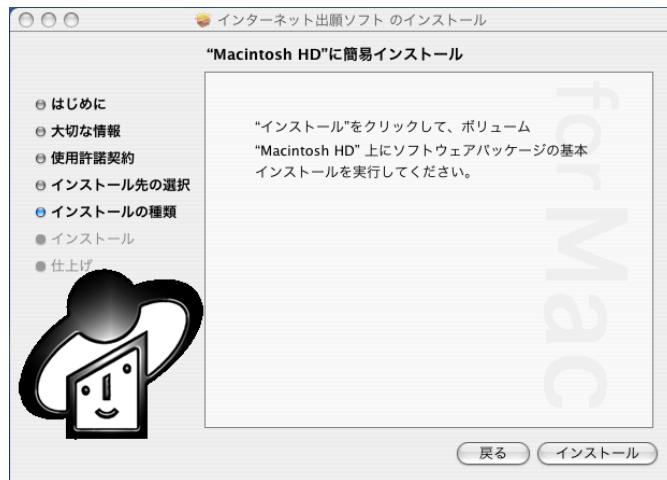 インターネット出願ソフト のインストール
“Macintosh HD”に簡易インストール
はじめに
大切な情報
使用許諾契約
インストール先の選択
インストールの種類
インストール
仕上げ
“インストール”をクリックして、ボリューム
“Macintosh HD” 上にソフトウェアパッケージの基本
インストールを実行してください。
for Mac
戻る
インストール